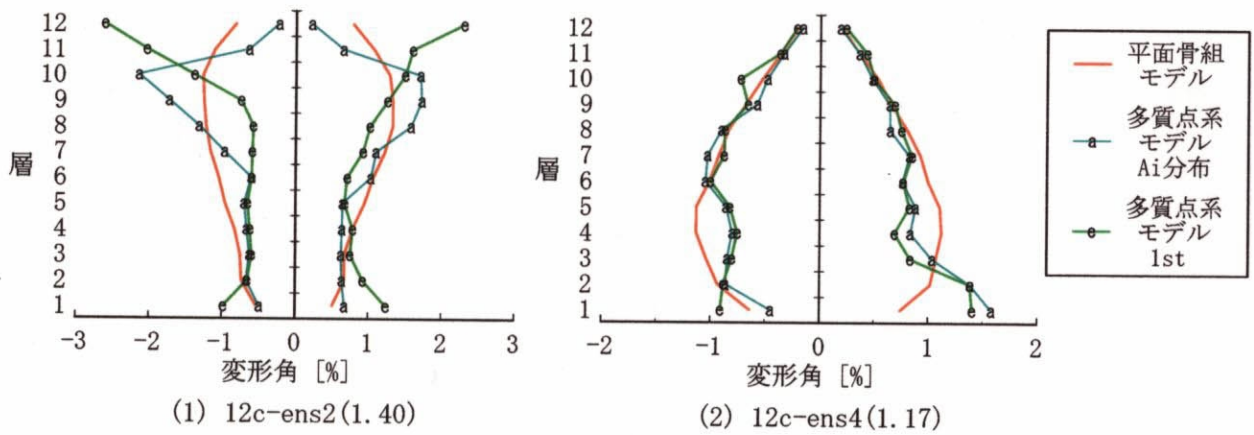 12
11
10
9
8
7
6
5
4
3
2
1
層
-3
-2
-1
0
1
2
3
変形角 [%]
(1) 12c-ens2(1.40)
12
11
10
9
8
7
6
5
4
3
2
1
層
-2
-1
0
1
2
変形角 [%]
(2) 12c-ens4(1.17)
平面骨組
モデル
多質点系
a モデル
Ai分布
多質点系
e モデル
1st